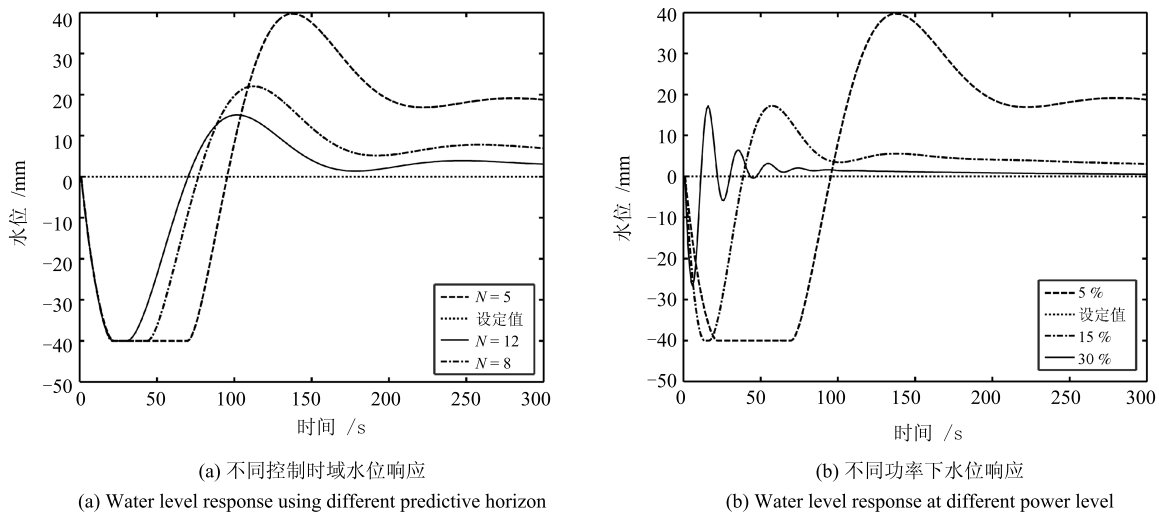 40
30
20
10
0
−10
−20
−30
−40
−50
水位 /mm
0 50 100 150 200 250 300
时间 /s
N = 5
设定值
N = 12
N = 8
(a) 不同控制时域水位响应
(a) Water level response using different predictive horizon
40
30
20
10
0
−10
−20
−30
−40
−50
水位 /mm
0 50 100 150 200 250 300
时间 /s
5 %
设定值
15 %
30 %
(b) 不同功率下水位响应
(b) Water level response at different power level